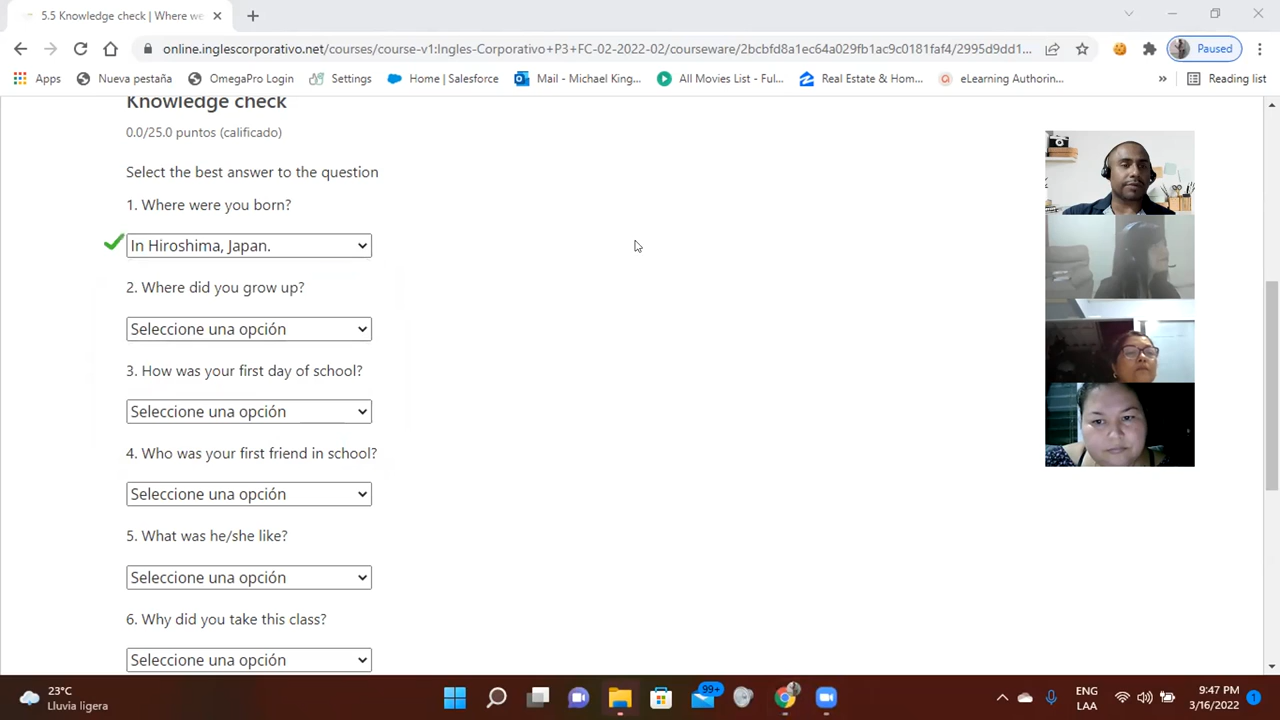 5.5 Knowledge check | Where we
online.inglescorporativo.net/courses/course-v1:Ingles-Corporativo+P3+FC-02-2022-02/courseware/2bcbfd8a1ec64a029fb1ac9c0181faf4/2995d9dd1...
Paused
Apps Nueva pestaña OmegaPro Login Settings Home | Salesforce Mail - Michael King... All Movies List - Ful... Real Estate & Hom... eLearning Authorin... » Reading list
Knowledge check
0.0/25.0 puntos (calificado)
Select the best answer to the question
1. Where were you born?
In Hiroshima, Japan.
2. Where did you grow up?
Seleccione una opción
3. How was your first day of school?
Seleccione una opción
4. Who was your first friend in school?
Seleccione una opción
5. What was he/she like?
Seleccione una opción
6. Why did you take this class?
Seleccione una opción
23°C
Lluvia ligera
99+
ENG
LAA
9:47 PM
3/16/2022
1